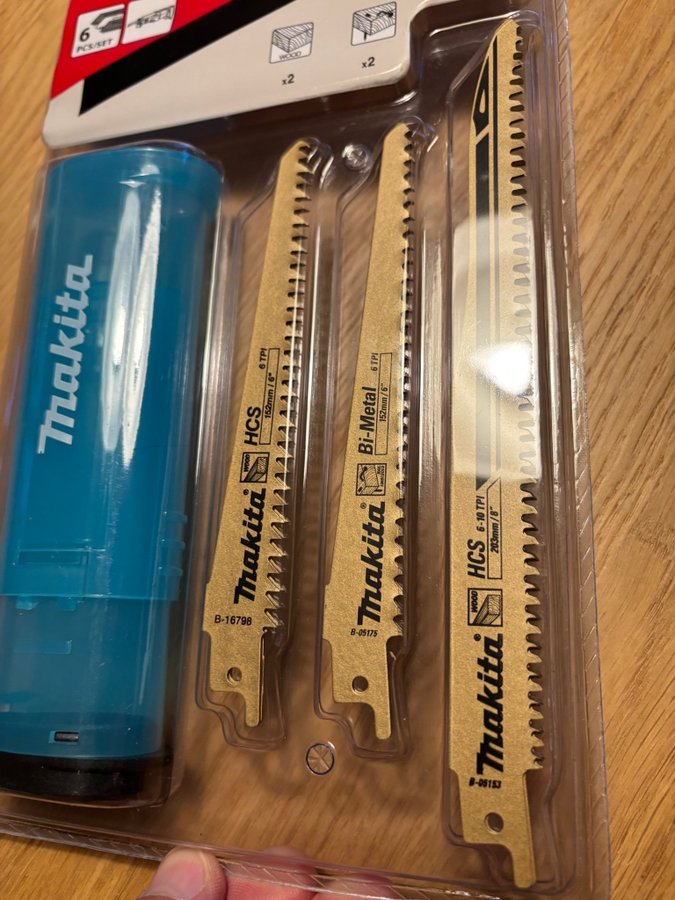 6
PCS/SET
WOOD
x2
x2
Makita
6 TPI
HCS
152mm / 6"
WOOD
Makita
B-16798
6 TPI
Bi-Metal
152mm / 6"
Makita
B-05175
6-10 TPI
HCS
203mm / 8"
WOOD
Makita
B-05153